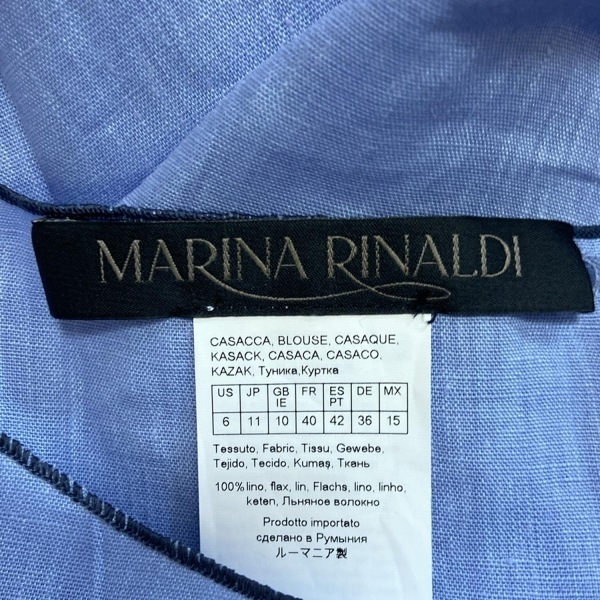 MARINA RINALDI
CASACCA, BLOUSE, CASAQUE,
KASACK, CASACA, CASACO,
KAZAK, Туника,Куртка
US JP GB IE FR ES PT DE MX
6 11 10 40 42 36 15
Tessuto, Fabric, Tissu, Gewebe,
Tejido, Tecido, Kumaş, Ткань
100%lino, flax, lin, Flachs, lino, linho,
keten, Льняное волокно
Prodotto importato
сделано в Румыния
ルーマニア製